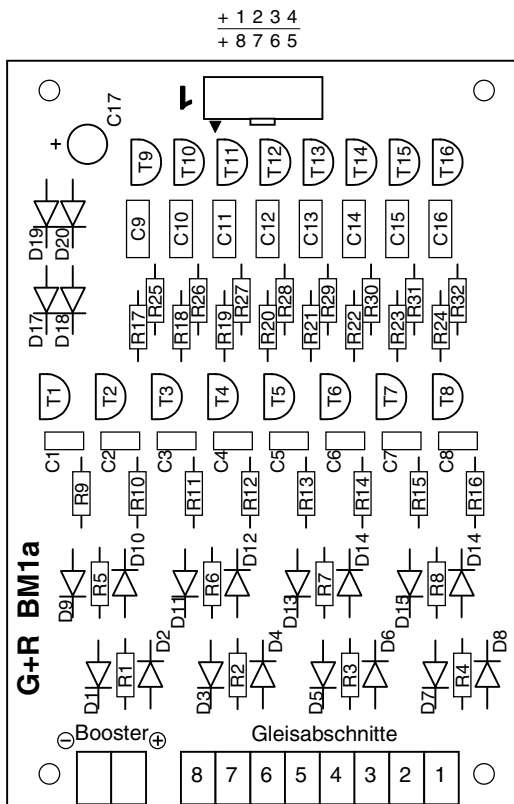 + 1 2 3 4
+ 8 7 6 5
1
C17
+
T9 T10 T11 T12 T13 T14 T15 T16
D19 D20
C9 C10 C11 C12 C13 C14 C15 C16
D17 D18
R17 R25 R18 R26 R19 R27 R20 R28 R21 R29 R22 R30 R23 R31 R24 R32
T1 T2 T3 T4 T5 T6 T7 T8
C1 C2 C3 C4 C5 C6 C7 C8
R9 R10 R11 R12 R13 R14 R15 R16
G+R BM1a
D9 R5 D10 D11 R6 D12 D13 R7 D14 D15 R8 D14
D1 R1 D2 D3 R2 D4 D5 R3 D6 D7 R4 D8
⊖ Booster ⊕ Gleisabschnitte
8 7 6 5 4 3 2 1